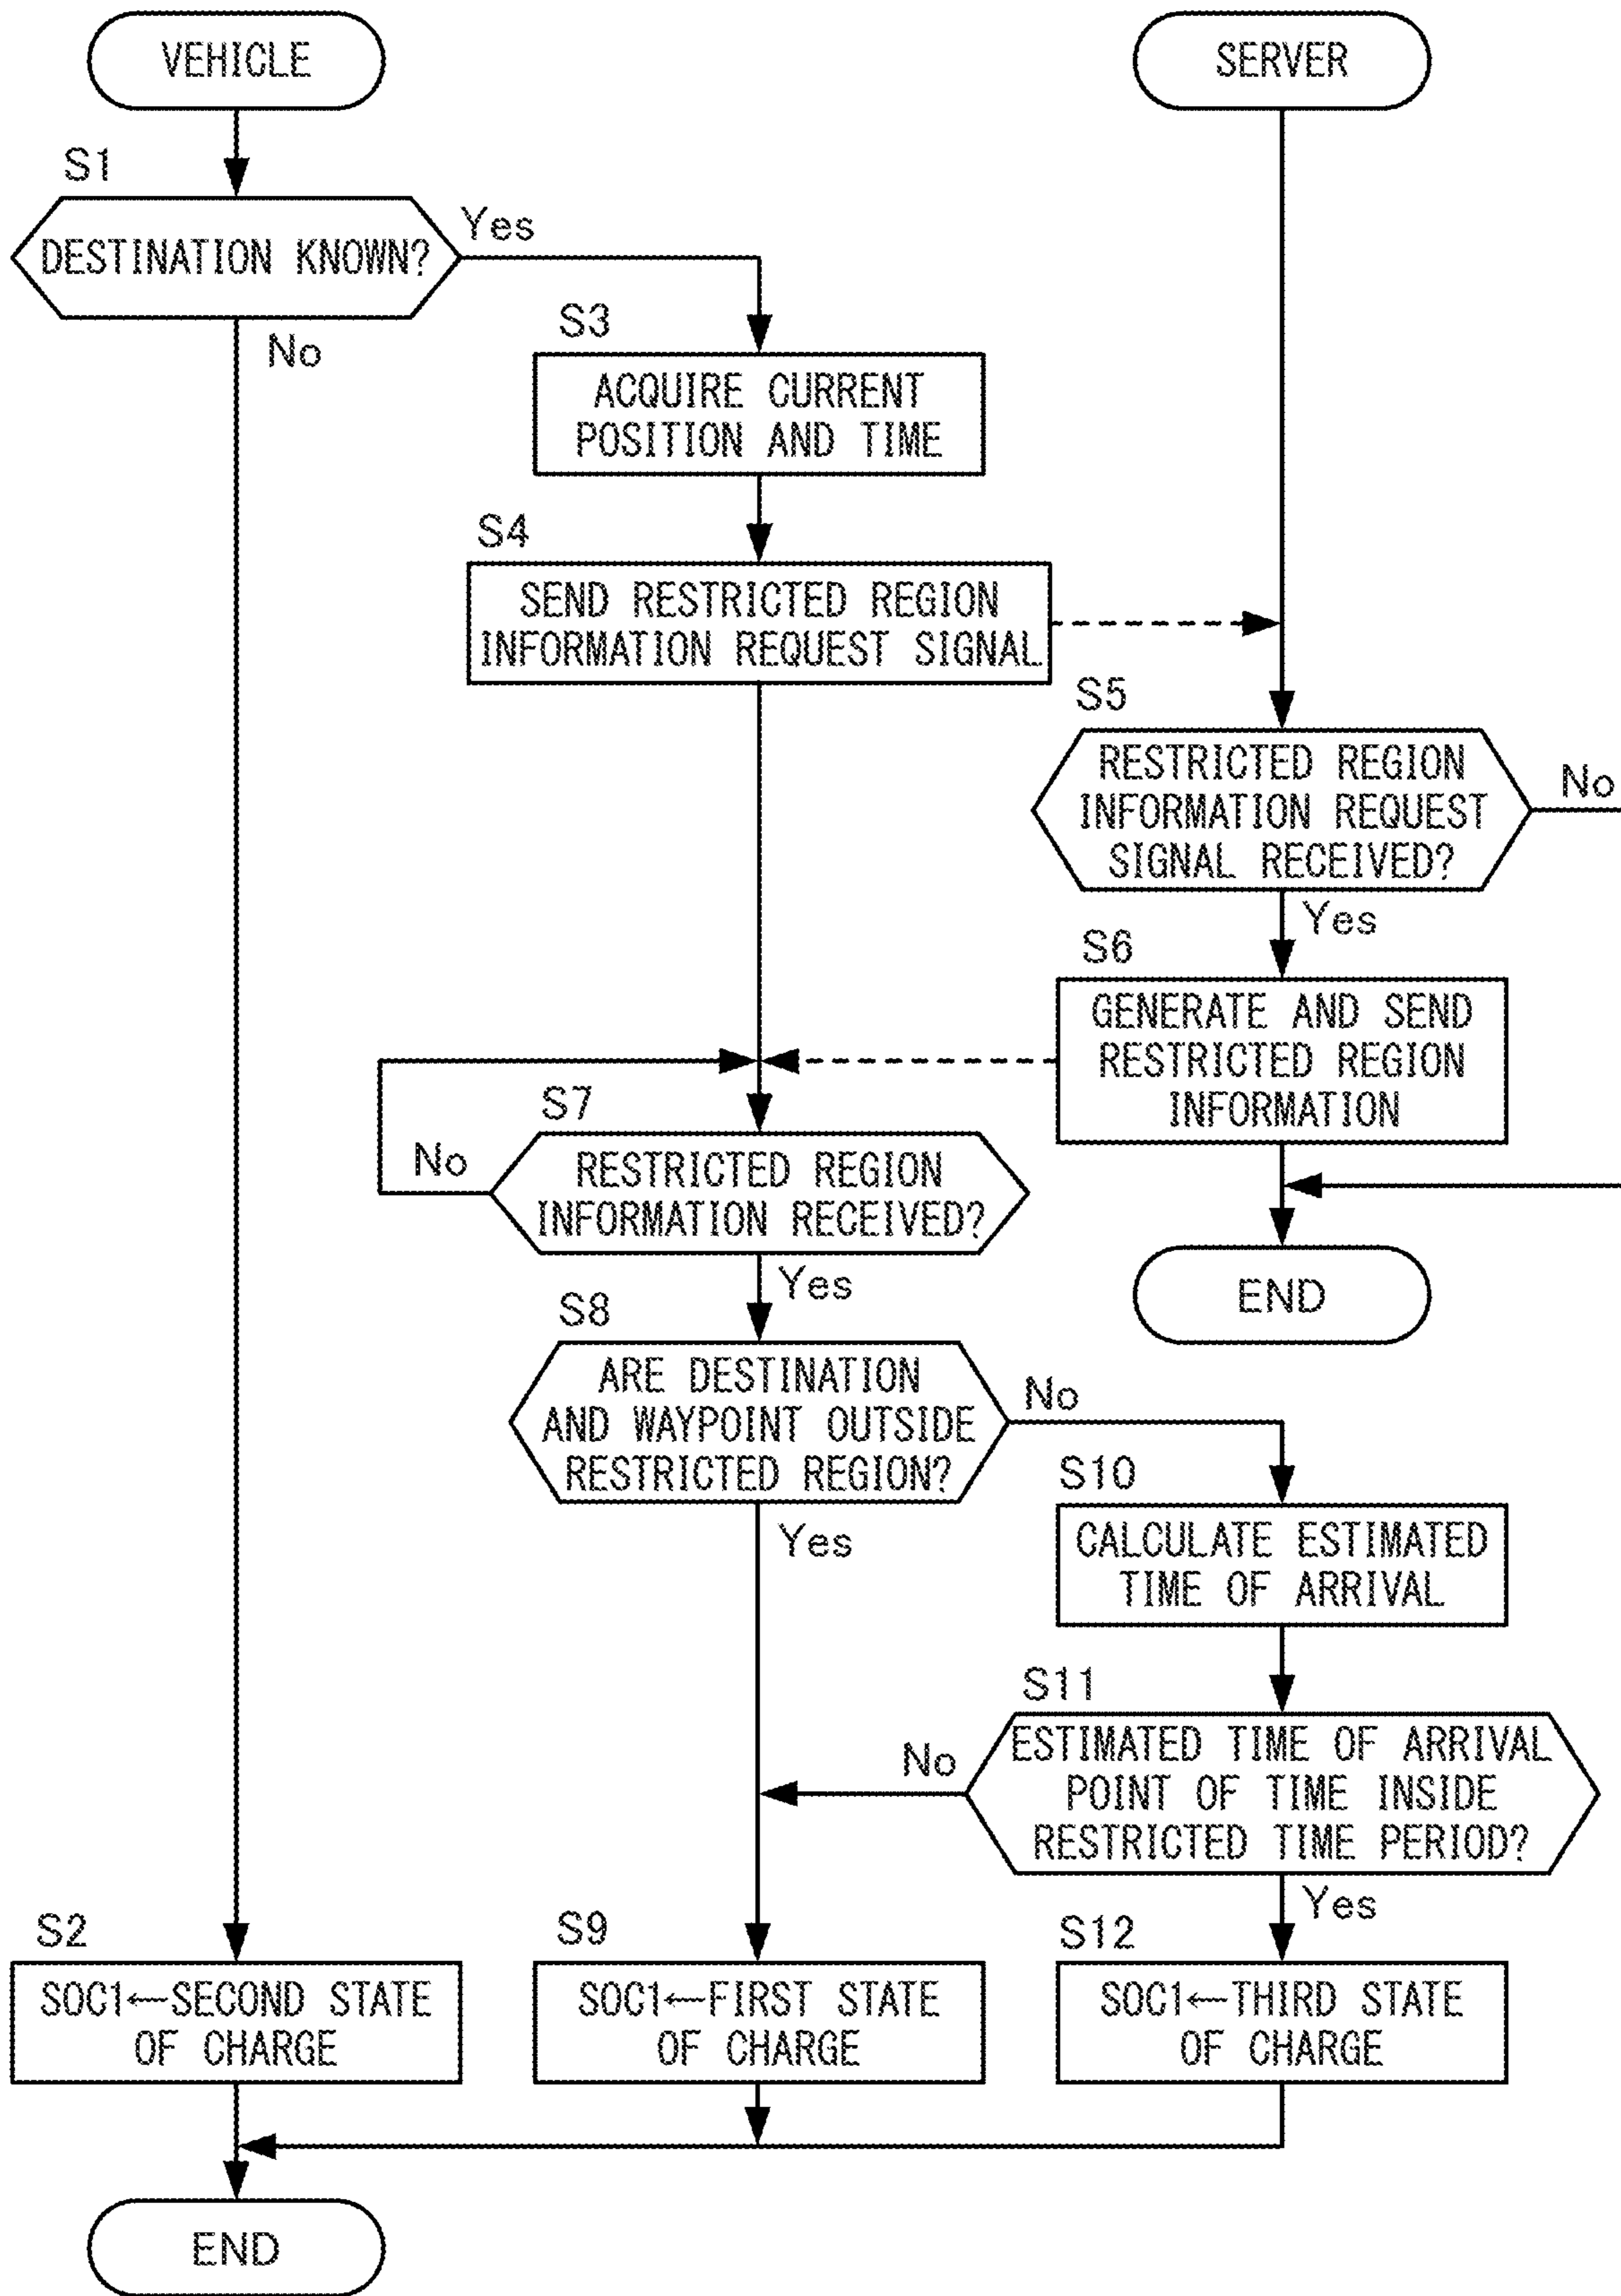 VEHICLE
SERVER
S1
DESTINATION KNOWN?
Yes
No
S3
ACQUIRE CURRENT
POSITION AND TIME
S4
SEND RESTRICTED REGION
INFORMATION REQUEST SIGNAL
S5
RESTRICTED REGION
INFORMATION REQUEST
SIGNAL RECEIVED?
No
Yes
S6
GENERATE AND SEND
RESTRICTED REGION
INFORMATION
S7
RESTRICTED REGION
INFORMATION RECEIVED?
No
Yes
END
S8
ARE DESTINATION
AND WAYPOINT OUTSIDE
RESTRICTED REGION?
No
Yes
S10
CALCULATE ESTIMATED
TIME OF ARRIVAL
S11
ESTIMATED TIME OF ARRIVAL
POINT OF TIME INSIDE
RESTRICTED TIME PERIOD?
No
Yes
S2
SOC1←SECOND STATE
OF CHARGE
S9
SOC1←FIRST STATE
OF CHARGE
S12
SOC1←THIRD STATE
OF CHARGE
END